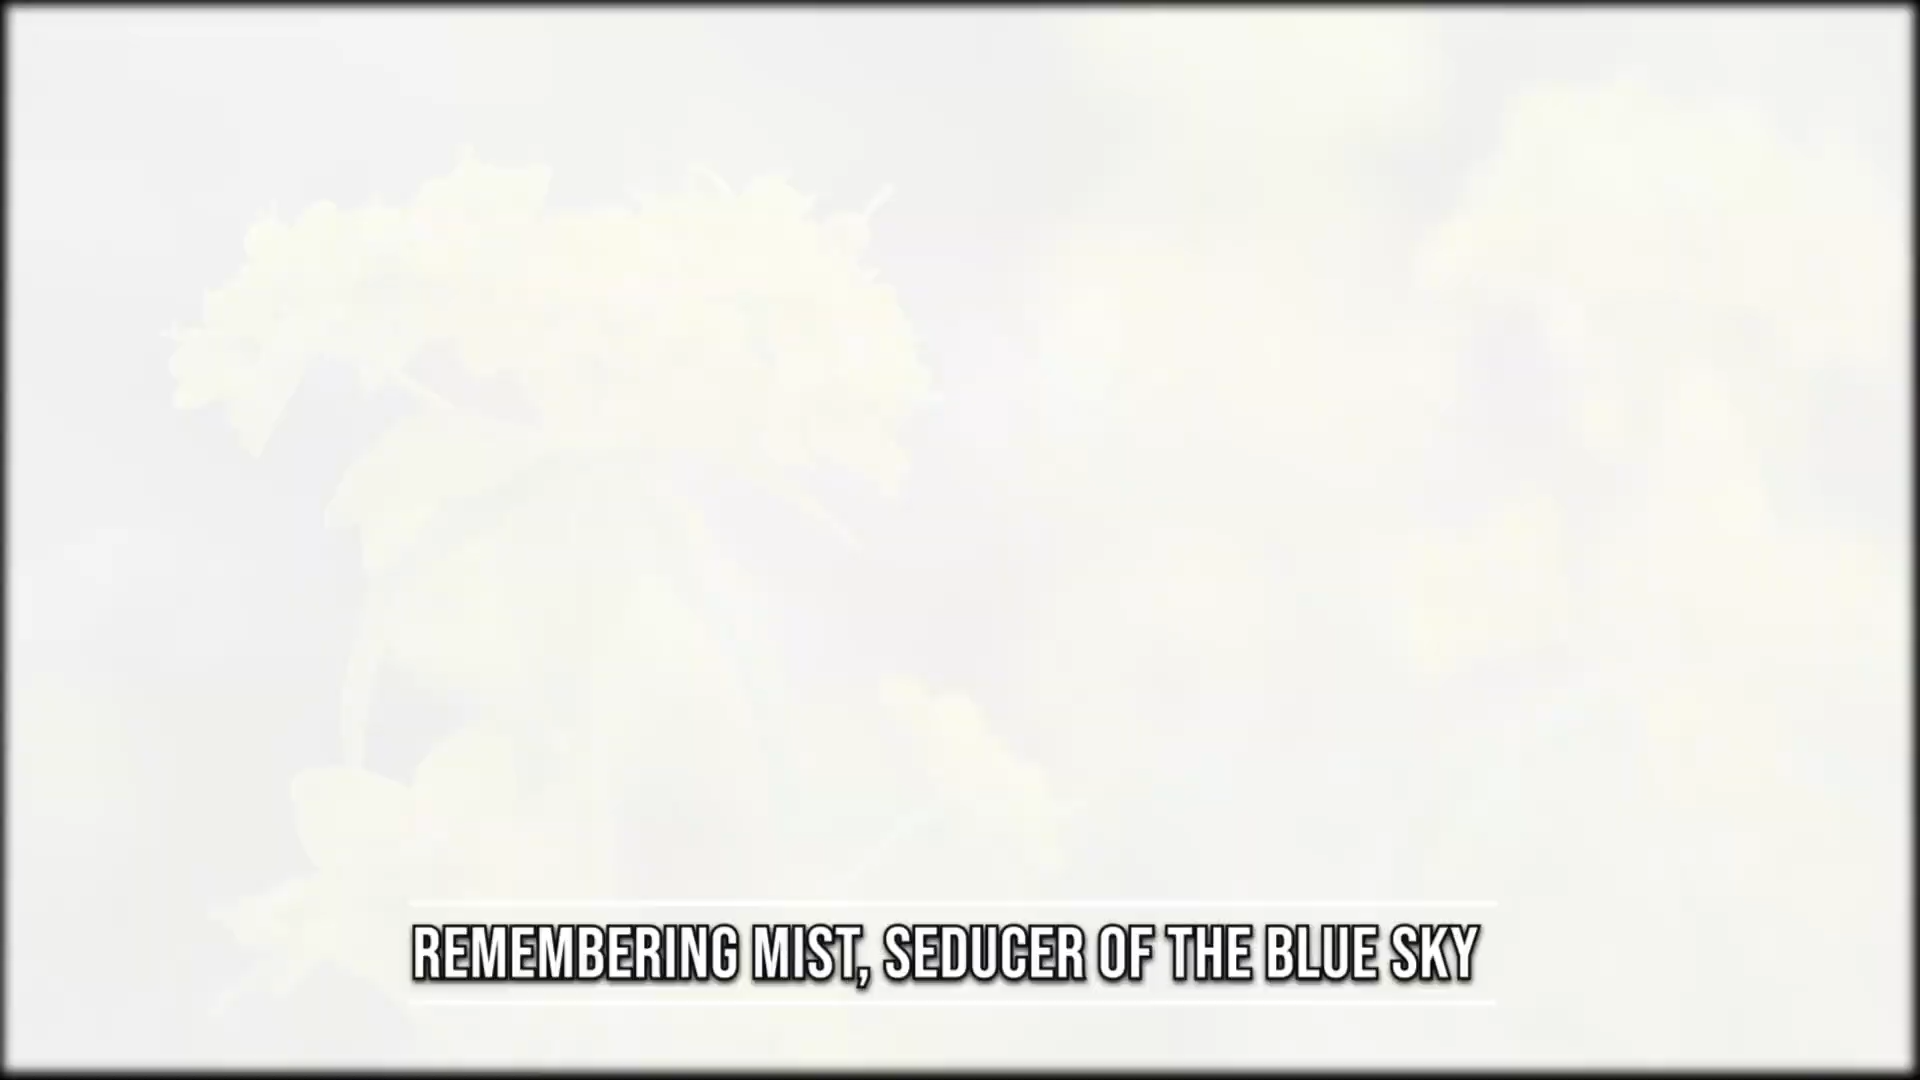 REMEMBERING MIST, SEDUCER OF THE BLUE SKY